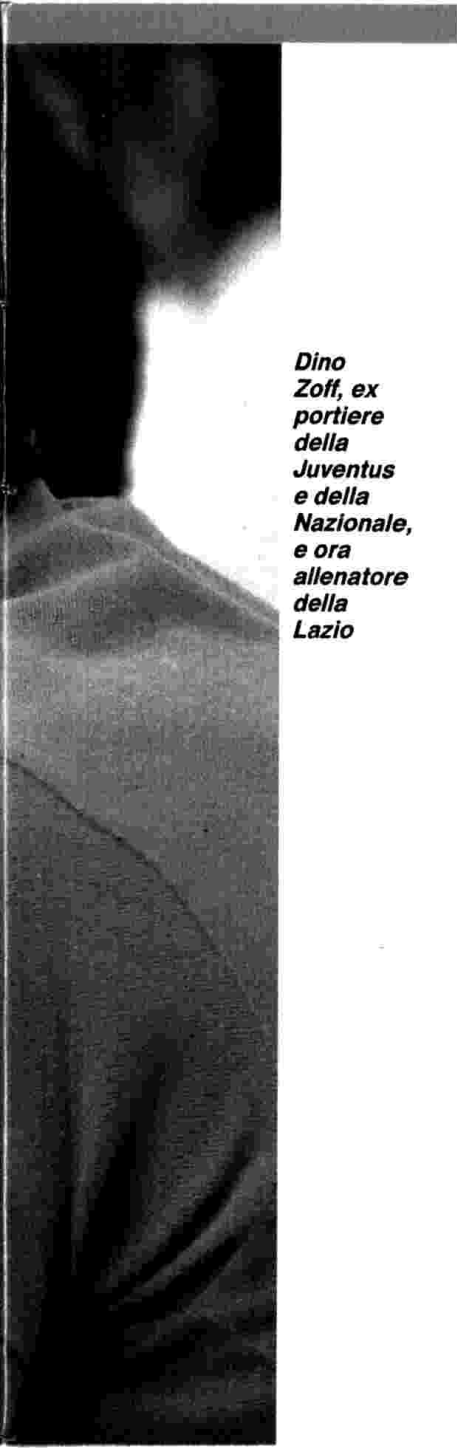 Dino
Zoff, ex
portiere
della
Juventus
e della
Nazionale,
e ora
allenatore
della
Lazio